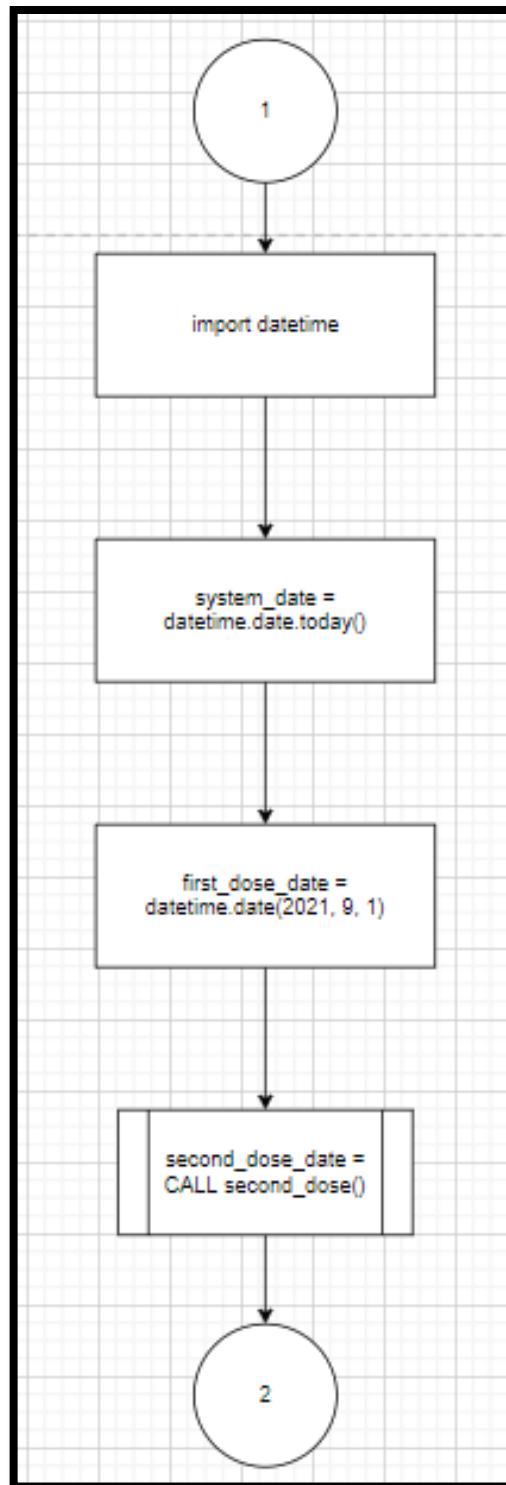 1
import datetime
system_date =
datetime.date.today()
first_dose_date =
datetime.date(2021, 9, 1)
second_dose_date =
CALL second_dose()
2